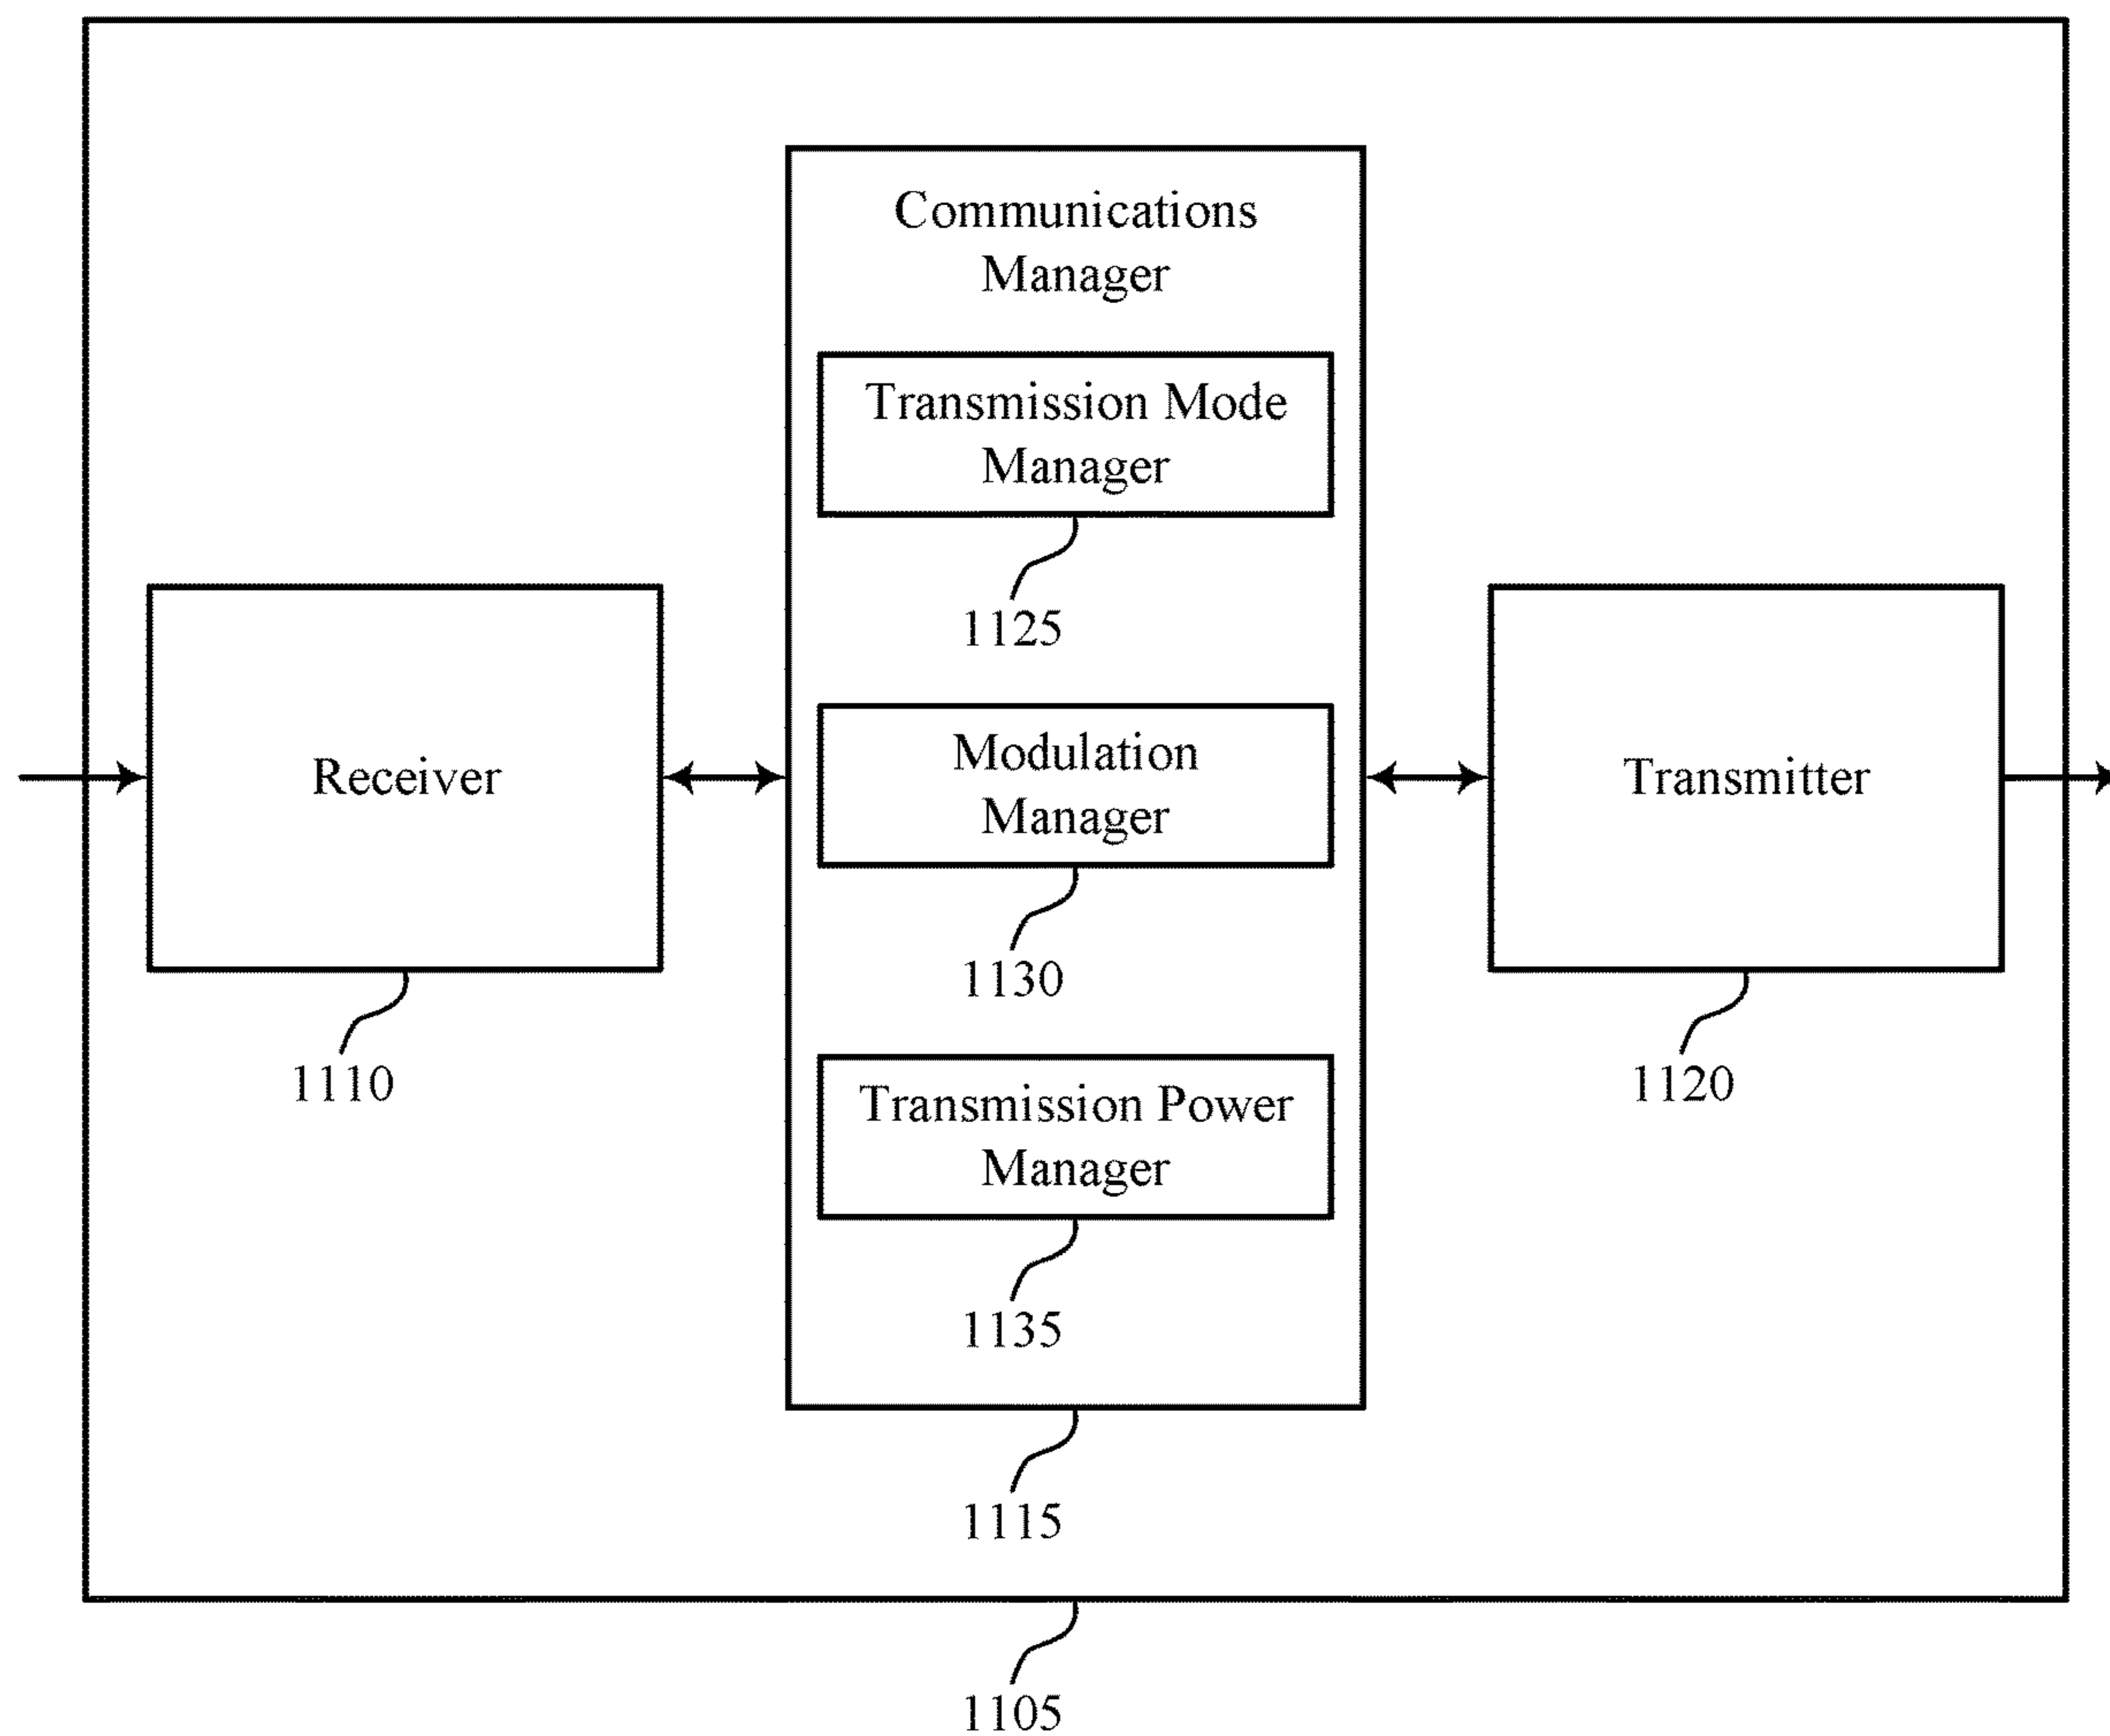 Communications
Manager
Transmission Mode
Manager
1125
Receiver
1110
Modulation
Manager
1130
Transmitter
1120
Transmission Power
Manager
1135
1115
1105